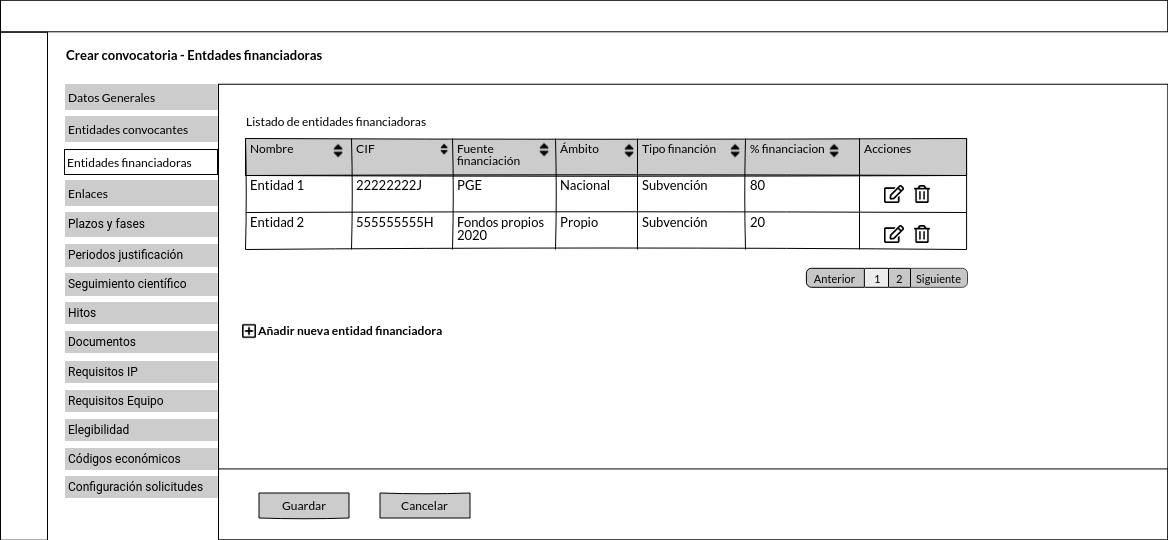 Crear convocatoria - Entdades financiadoras
Datos Generales
Entidades convocantes
Entidades financiadoras
Enlaces
Plazos y fases
Periodos justificación
Seguimiento científico
Hitos
Documentos
Requisitos IP
Requisitos Equipo
Elegibilidad
Códigos económicos
Configuración solicitudes
Listado de entidades financiadoras
Nombre CIF Fuente financiación Ámbito Tipo financión % financiacion Acciones
Entidad 1 22222222J PGE Nacional Subvención 80
Entidad 2 555555555H Fondos propios 2020 Propio Subvención 20
Anterior 1 2 Siguiente
Añadir nueva entidad financiadora
Guardar Cancelar